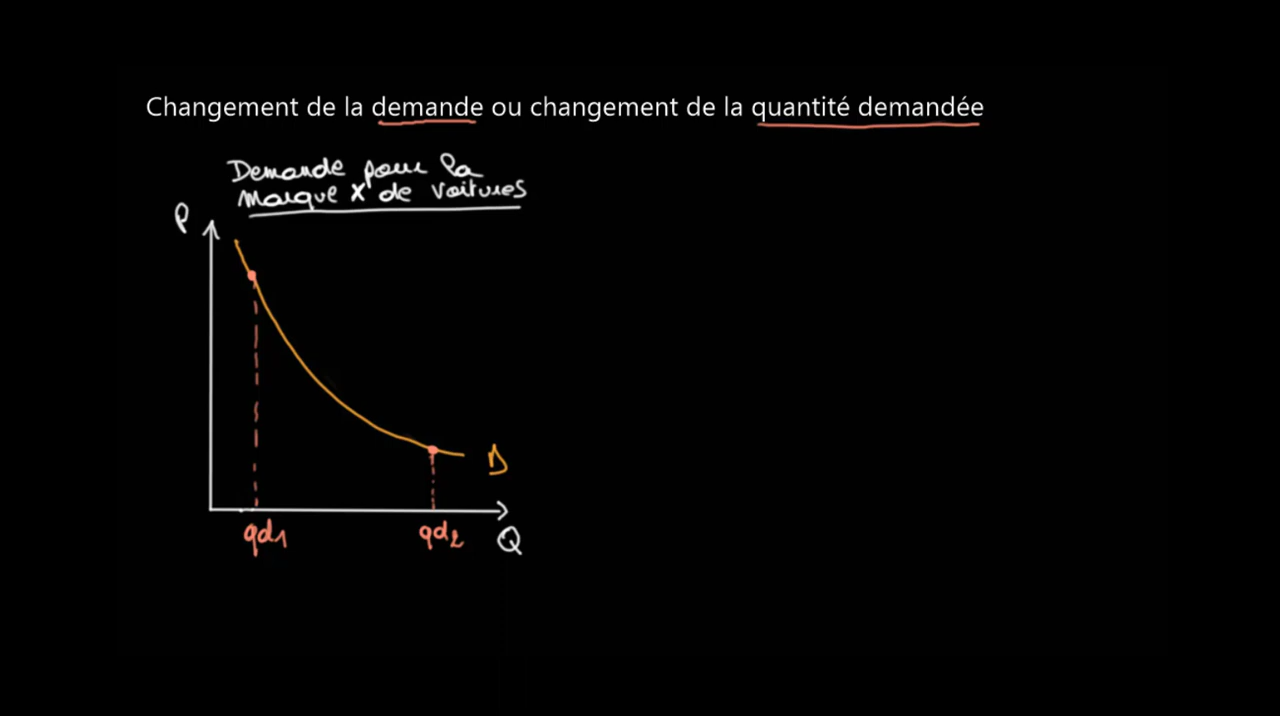 Changement de la demande ou changement de la quantité demandée
Demande pour la
marque X de voitures
P
D
qd1
qd2
Q